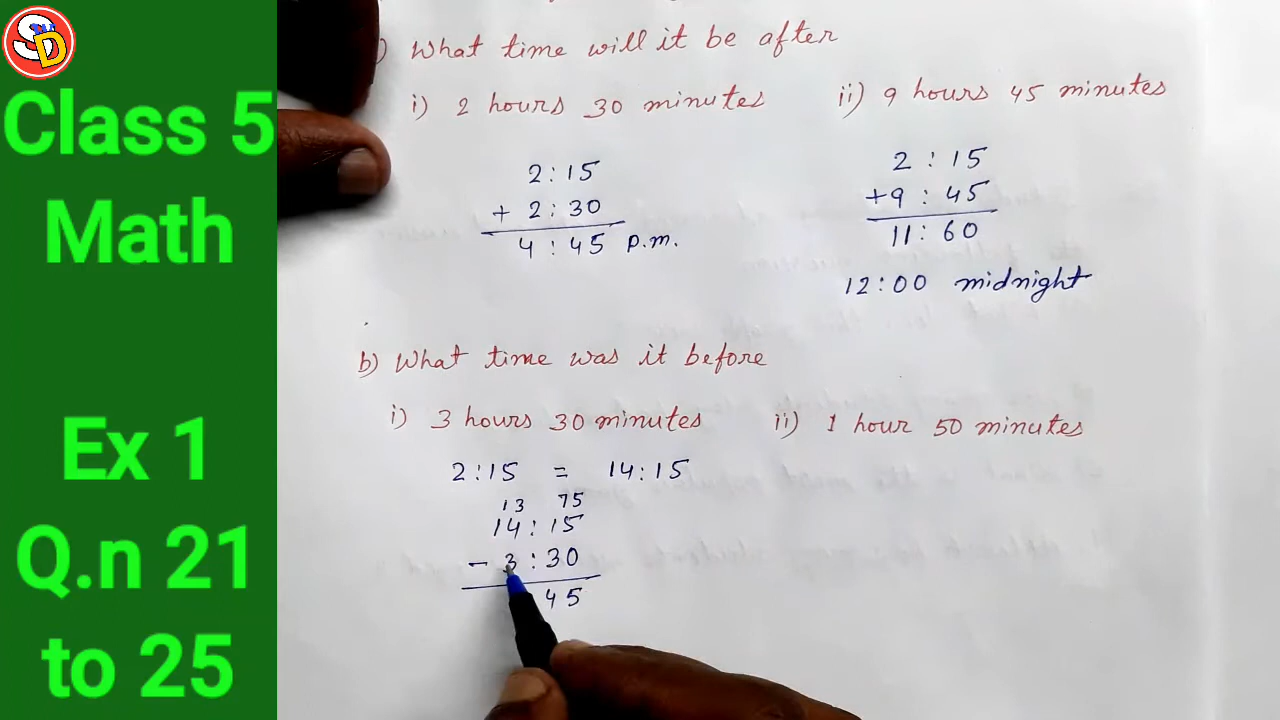 SD
Class 5
Math
Ex 1
Q.n 21
to 25
) What time will it be after
i) 2 hours 30 minutes
2:15
+ 2:30
4:45 p.m.
ii) 9 hours 45 minutes
2:15
+9:45
11:60
12:00 midnight
b) What time was it before
i) 3 hours 30 minutes
2:15 = 14:15
13 75
14:15
- 3:30
45
ii) 1 hour 50 minutes